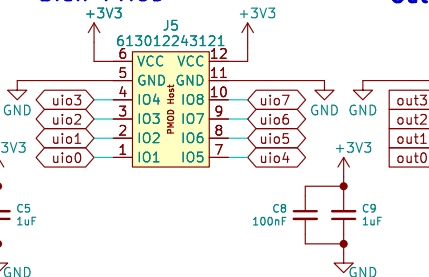 +3V3
+3V3
J5
613012243121
6 VCC VCC 12
5 GND GND 11
GND
GND
GND
uio3 4 IO4 IO8 10 uio7
uio2 3 IO3 IO7 9 uio6
uio1 2 IO2 IO6 8 uio5
uio0 1 IO1 IO5 7 uio4
PMOD Host
out3
out2
out1
out0
3V3
+3V3
C5
1uF
C8
100nF
C9
1uF
GND
GND